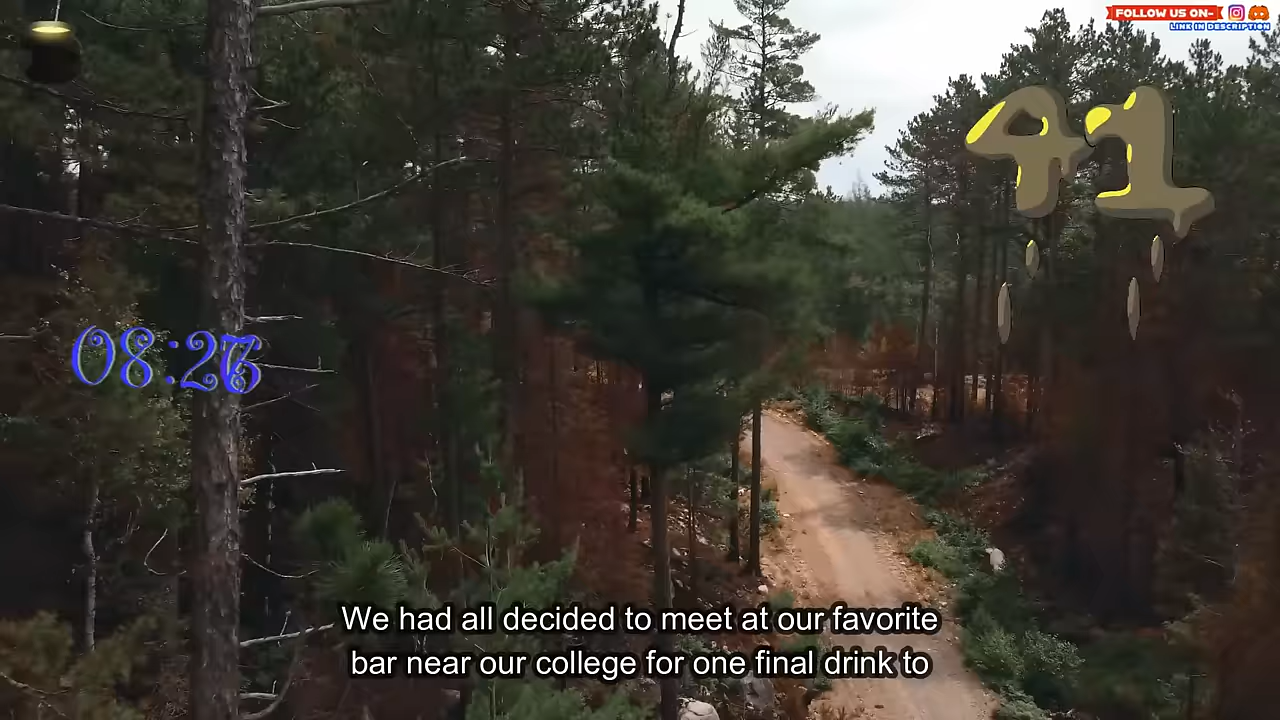 FOLLOW US ON-
LINK IN DESCRIPTION
41
We had all decided to meet at our favorite
bar near our college for one final drink to